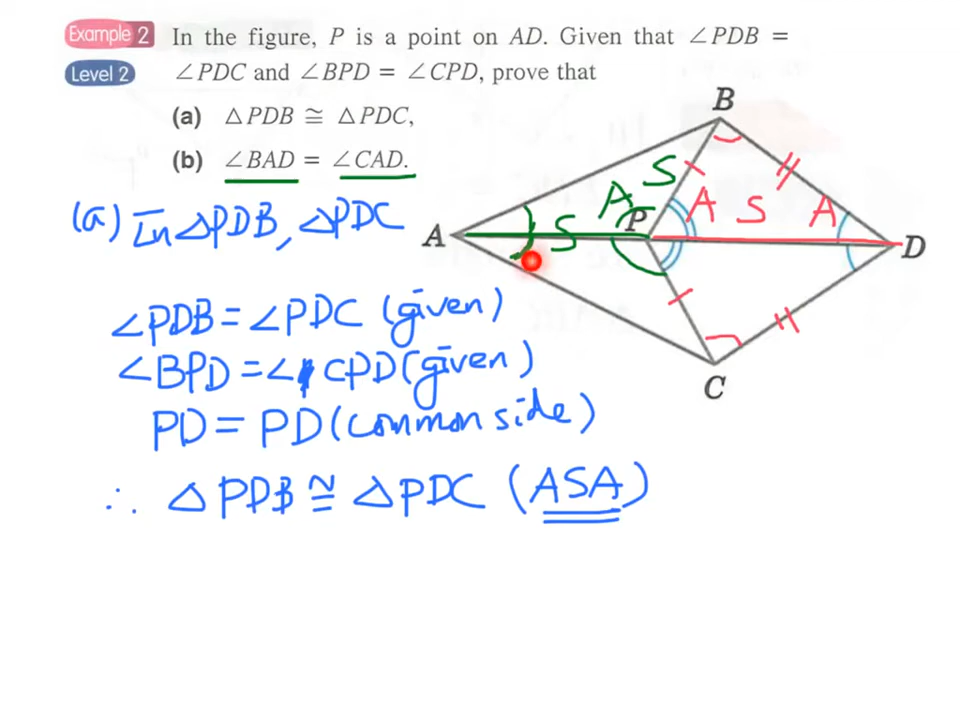 Example 2 In the figure, P is a point on AD. Given that ∠PDB =
Level 2 ∠PDC and ∠BPD = ∠CPD, prove that
(a) △PDB ≅ △PDC,
(b) ∠BAD = ∠CAD.
B
S
A
A S A
S
P
A
D
C
(a) In △PDB, △PDC
∠PDB = ∠PDC (given)
∠BPD = ∠CPD (given)
PD = PD (common side)
∴ △PDB ≅ △PDC (ASA)